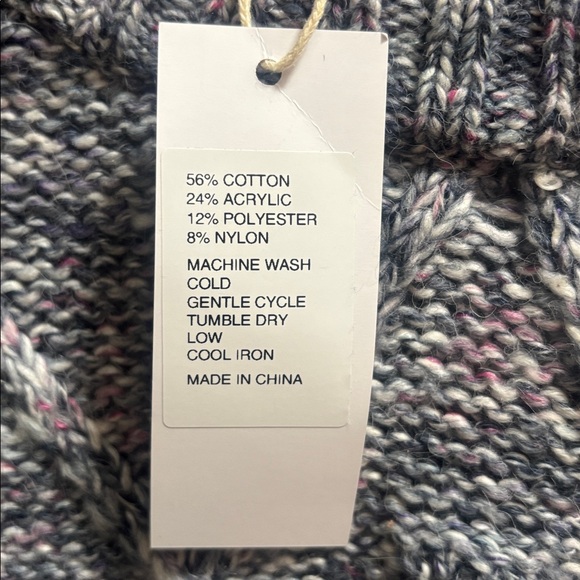 56% COTTON
24% ACRYLIC
12% POLYESTER
8% NYLON
MACHINE WASH
COLD
GENTLE CYCLE
TUMBLE DRY
LOW
COOL IRON
MADE IN CHINA